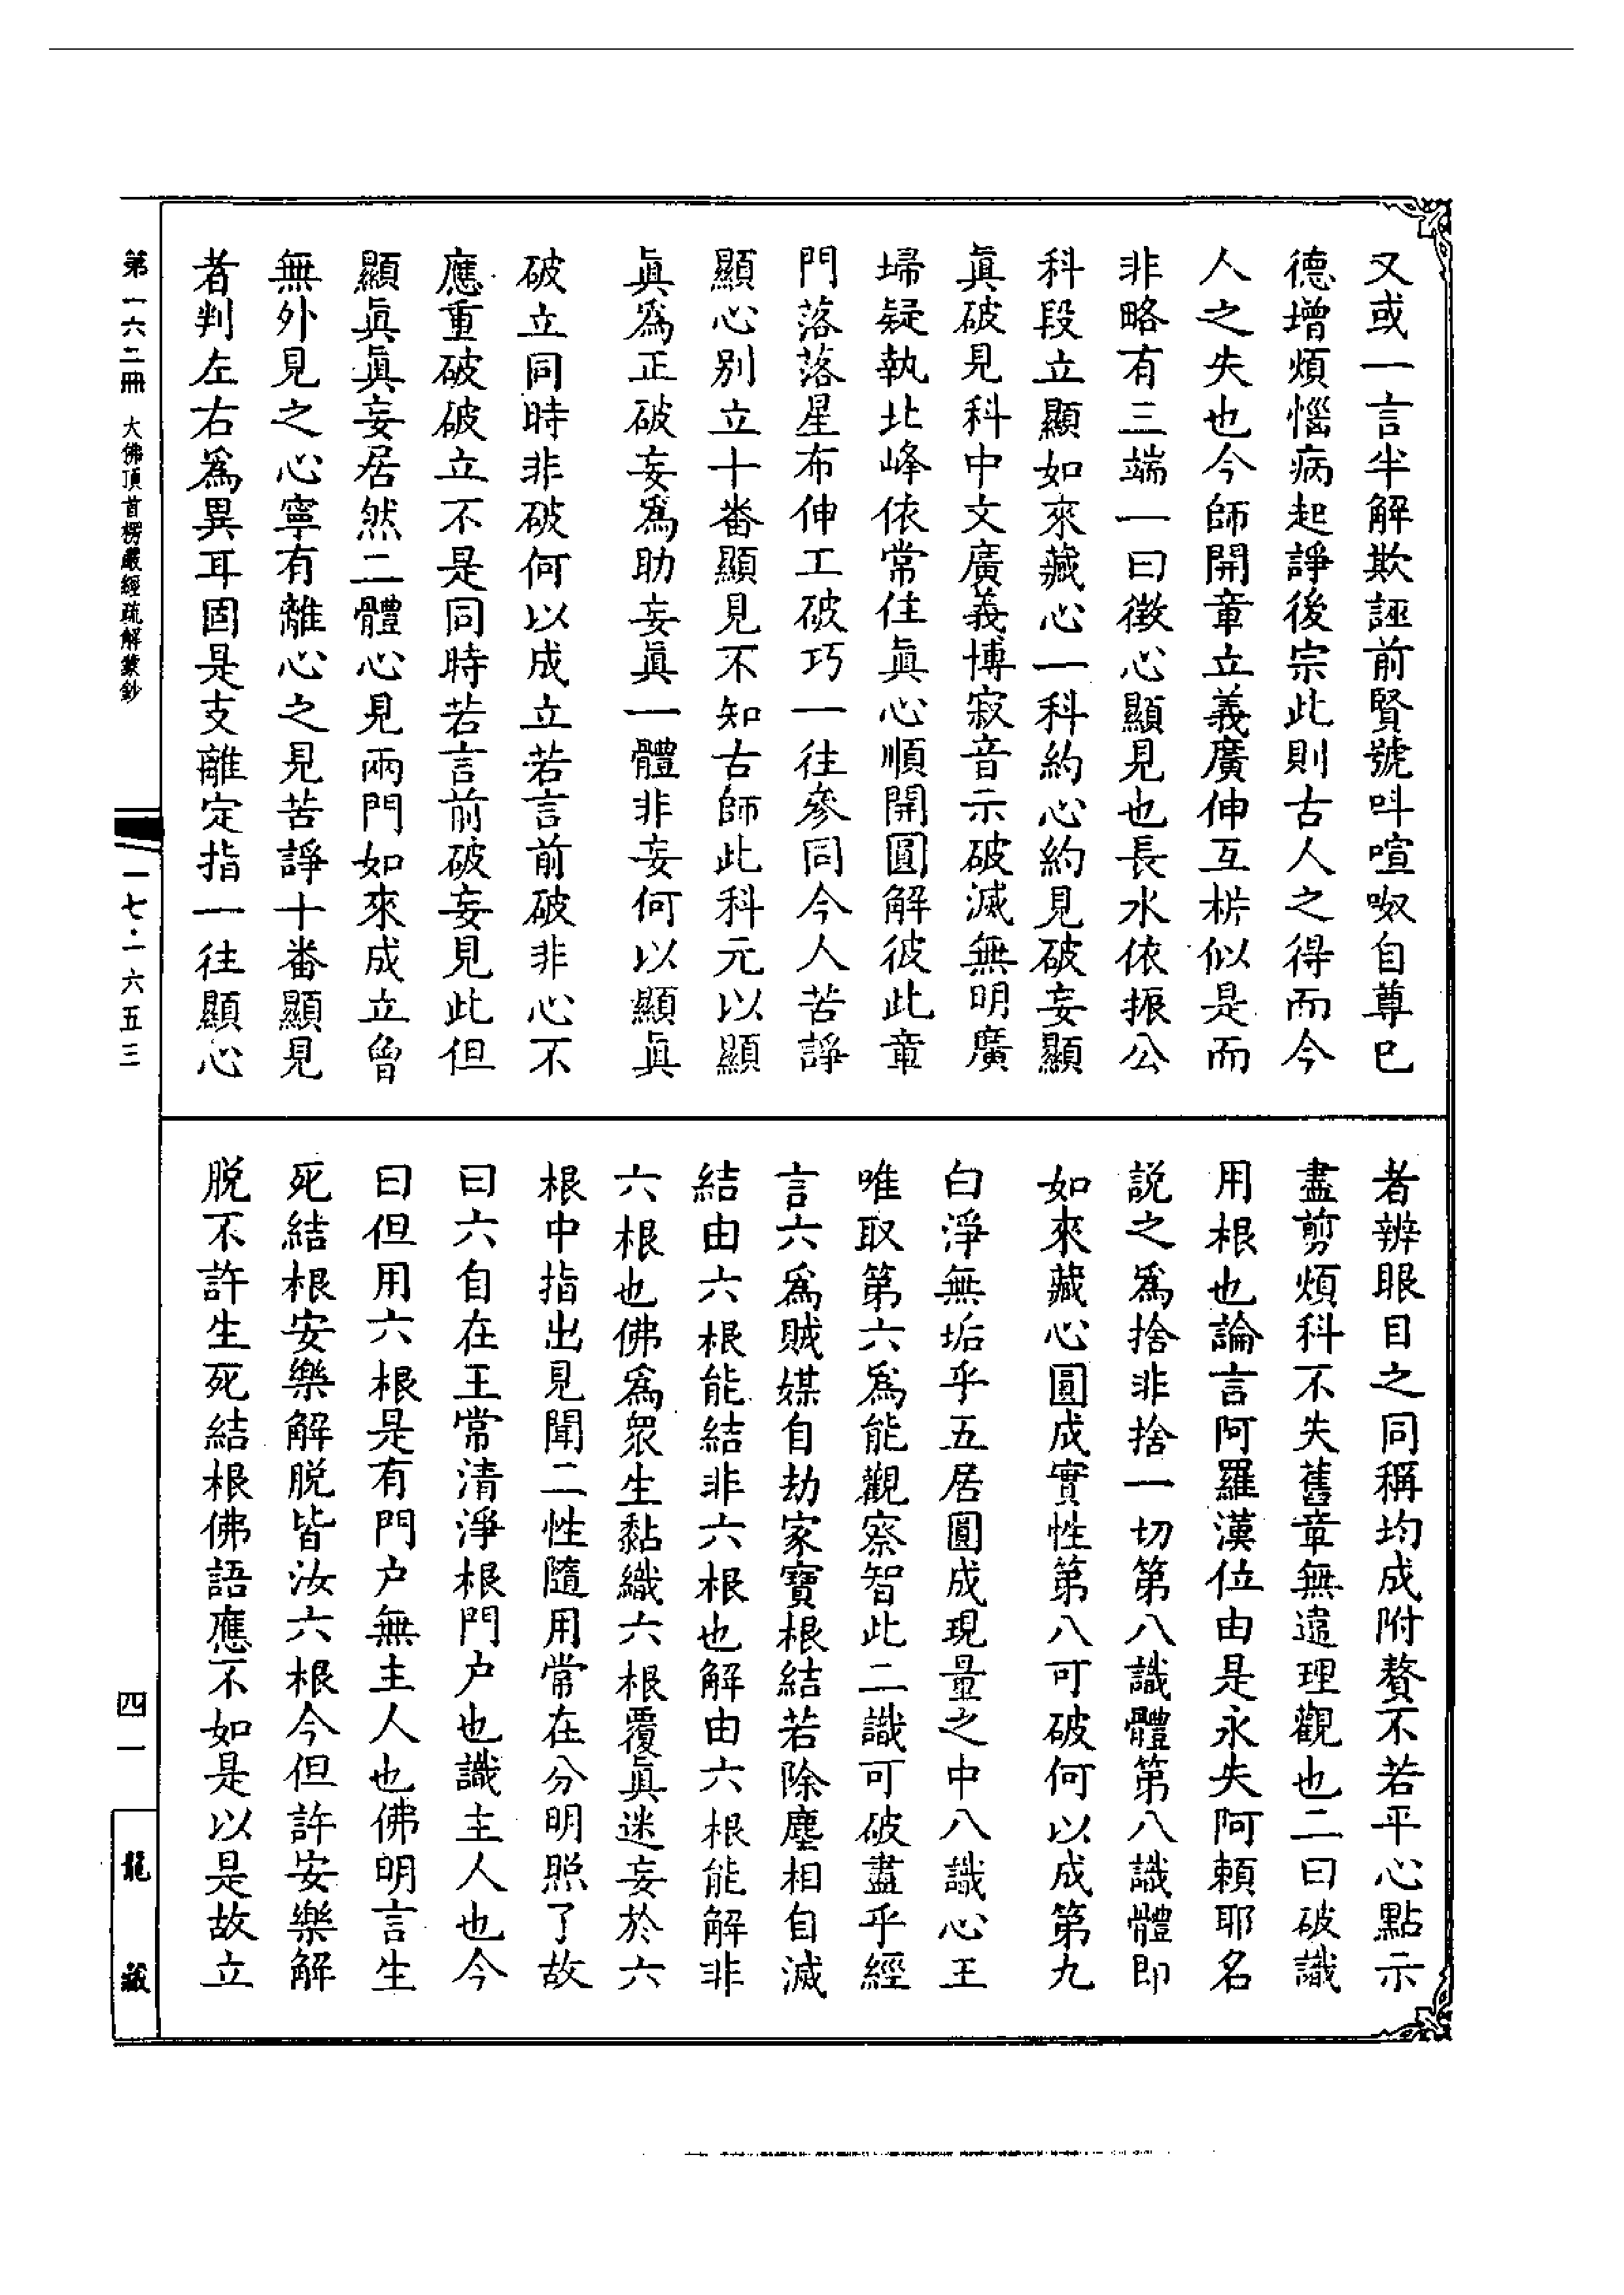 又或一言半解欺誣前賢號呌喧呶自尊巳
德增煩惱病起諍後宗此則古人之得而今
人之失也今師開章立義廣伸互㭊似是而
非略有三端一曰徵心顯見也長水依振公
科段立顯如來藏心一科約心約見破妄顯
眞破見科中文廣義博寂音示破滅無明廣
埽疑執北峰依常住眞心順開圓解彼此章
門落落星布伸工破巧一往參同今人苦諍
顯心別立十番顯見不知古師此科元以顯
眞爲正破妄爲助妄眞一體非妄何以顯眞
破立同時非破何以成立若言前破非心不
應重破破立不是同時若言前破妄見此但
顯眞眞妄居然二體心見兩門如來成立曾
無外見之心寧有離心之見苦諍十番顯見
者判左右爲異耳固是支離定指一往顯心
者辨眼目之同稱均成附贅不若平心點示
盡剪煩科不失舊章無違理觀也二曰破識
用根也論言阿羅漢位由是永失阿賴耶名
說之爲捨非捨一切第八識體第八識體即
如來藏心圓成實性第八可破何以成第九
白淨無垢乎五居圓成現量之中八識心王
唯取第六爲能觀察智此二識可破盡乎經
言六爲賊媒自劫家寶根結若除塵相自滅
結由六根能結非六根也解由六根能解非
六根也佛爲眾生黏織六根覆眞迷妄於六
根中指出見聞二性隨用常在分明照了故
曰六自在王常清淨根門户也識主人也今
曰但用六根是有門户無主人也佛明言生
死結根安樂解脫皆汝六根今但許安樂解
脫不許生死結根佛語應不如是以是故立
第一六二冊 大佛頂首楞嚴經疏解蒙鈔
一七·二六五三
四一
龍藏